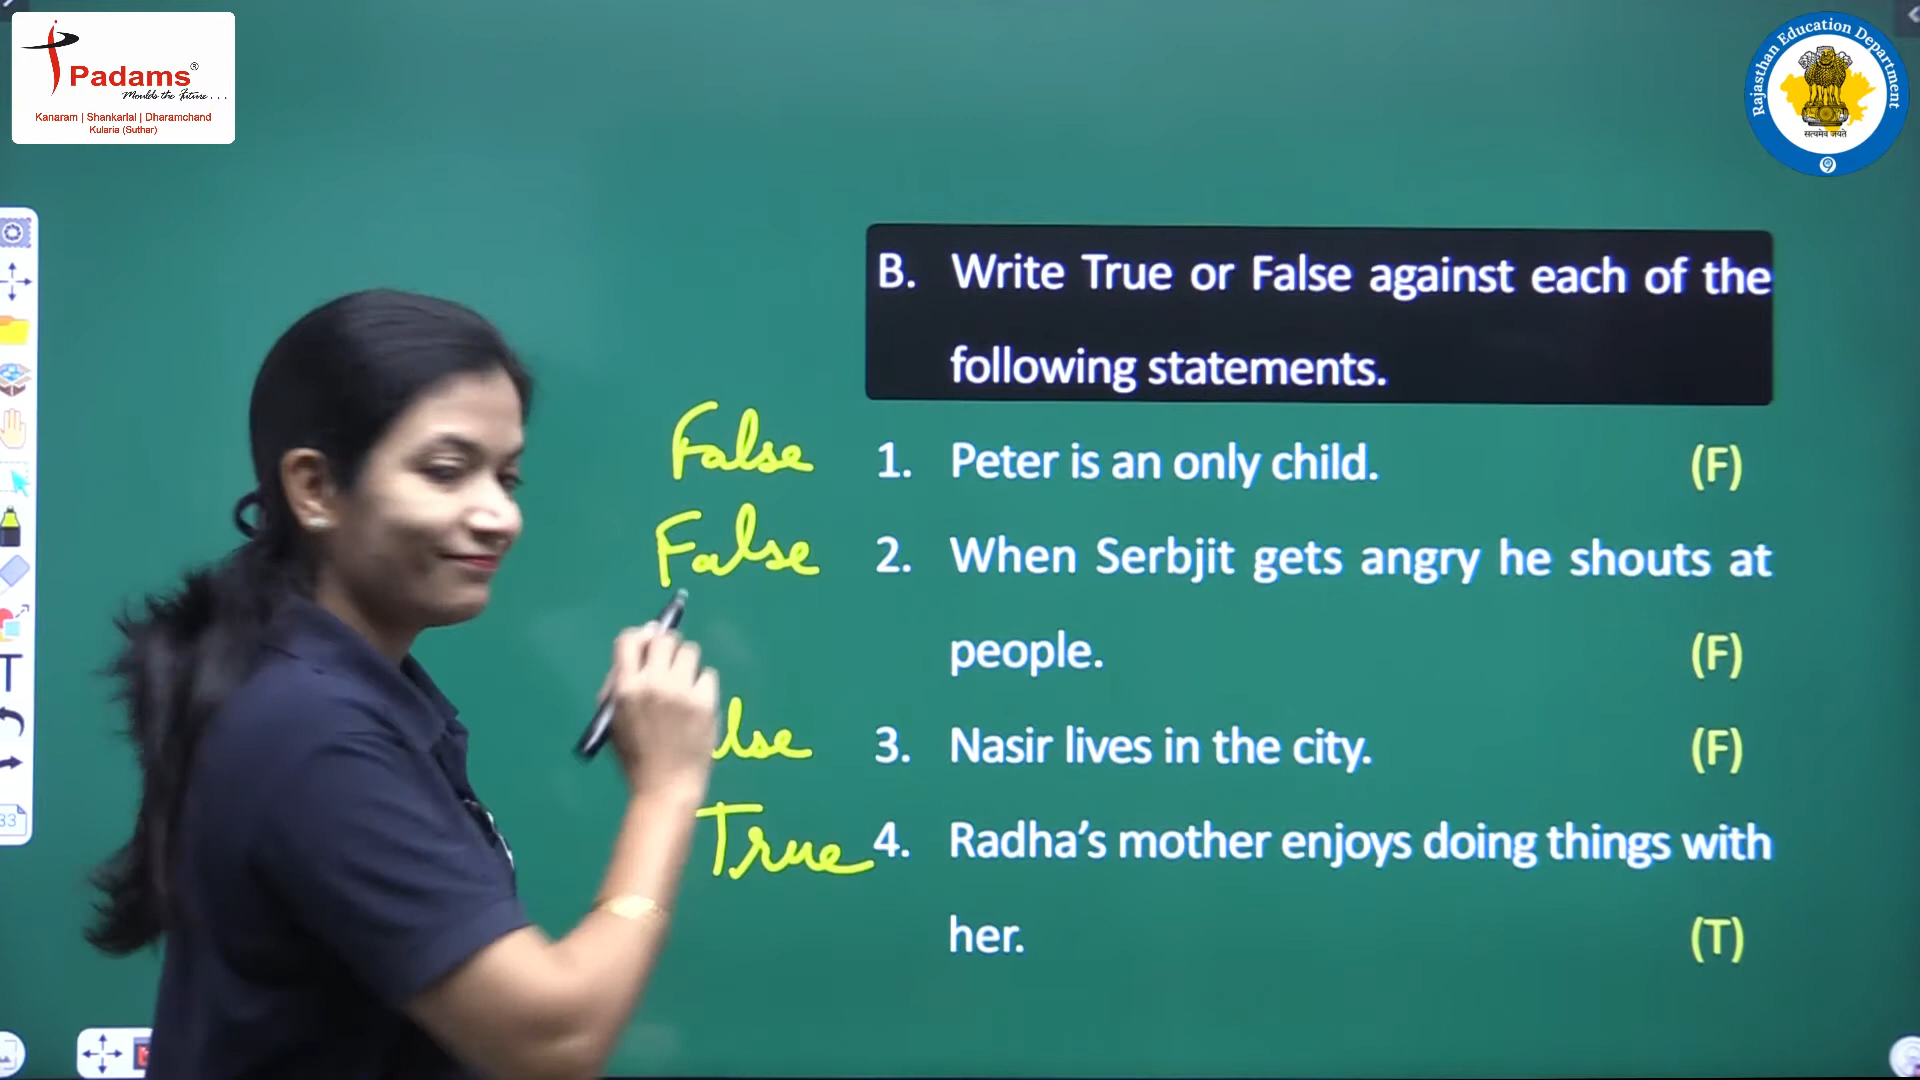 Padams®
Moulds the Future...
Kanaram | Shankarlal | Dharamchand
Kularia (Suthar)
Rajasthan Education Department
सत्यमेव जयते
B. Write True or False against each of the
following statements.
False 1. Peter is an only child. (F)
False 2. When Serbjit gets angry he shouts at
people. (F)
lse 3. Nasir lives in the city. (F)
True 4. Radha's mother enjoys doing things with
her. (T)
T
33